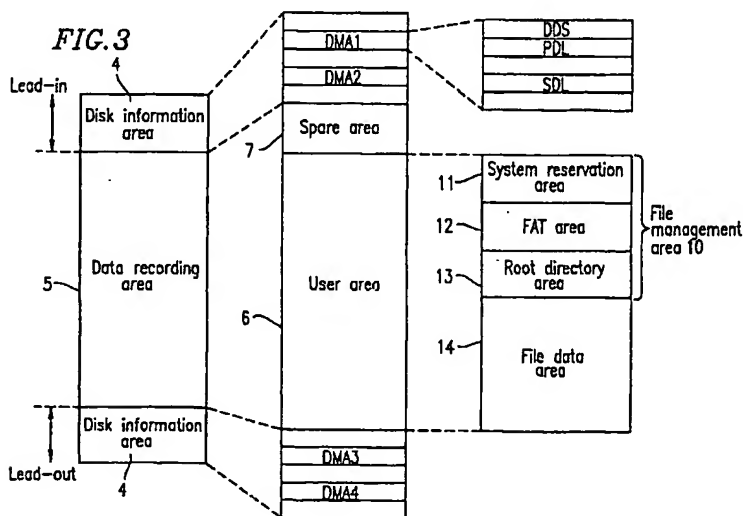 FIG.3
4
Lead-in
Disk information
area
5
Data recording
area
Disk information
area
Lead-out
4
DMA1
DMA2
Spare area
7
User area
6
DMA3
DMA4
DDS
PDL
SDL
11
System reservation
area
12
FAT area
13
Root directory
area
File
management
area 10
14
File data
area